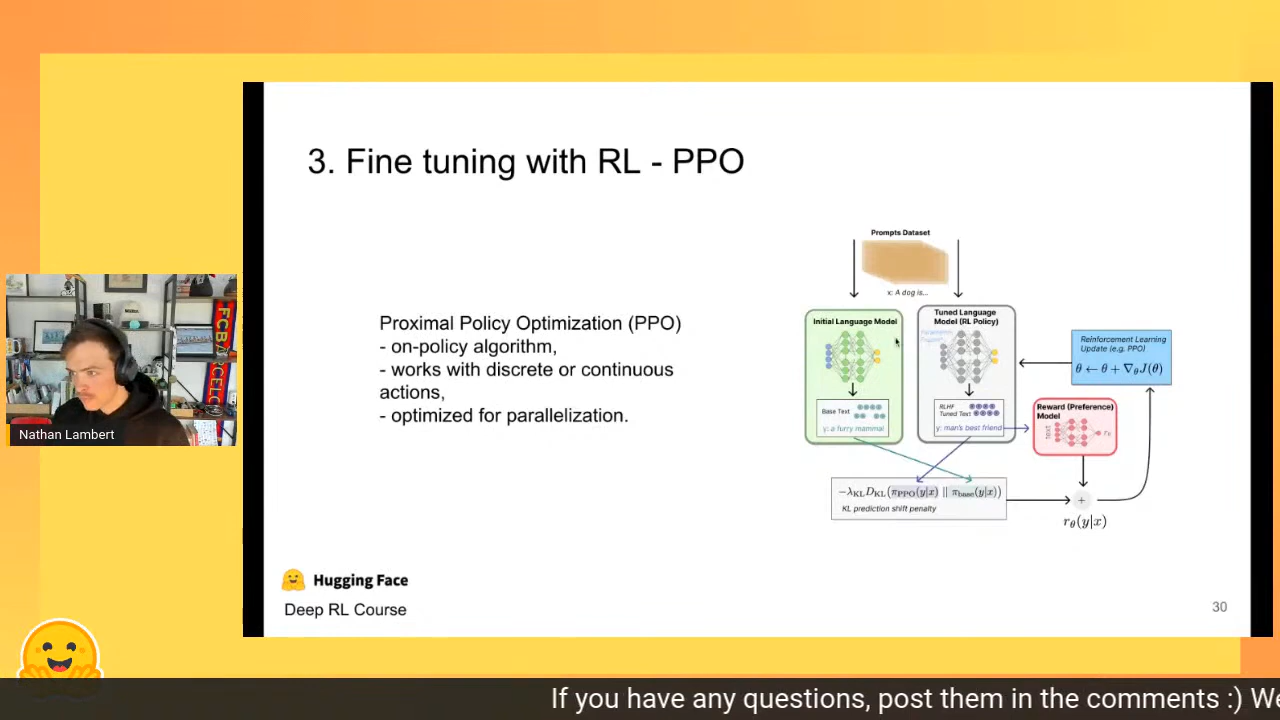 3. Fine tuning with RL - PPO
Proximal Policy Optimization (PPO)
- on-policy algorithm,
- works with discrete or continuous
actions,
- optimized for parallelization.
Prompts Dataset
x: A dog is...
Initial Language Model
Tuned Language
Model (RL Policy)
Base Text
y: a furry mammal
RLHF
Tuned Text
y: man's best friend
Reinforcement Learning
Update (e.g. PPO)
θ ← θ + ∇θJ(θ)
Reward (Preference)
Model
text
rθ
−λKL DKL(πPPO(y|x) || πbase(y|x))
KL prediction shift penalty
+
rθ(y|x)
Hugging Face
Deep RL Course
30
FCBARCELO
Nathan Lambert
If you have any questions, post them in the comments :) We